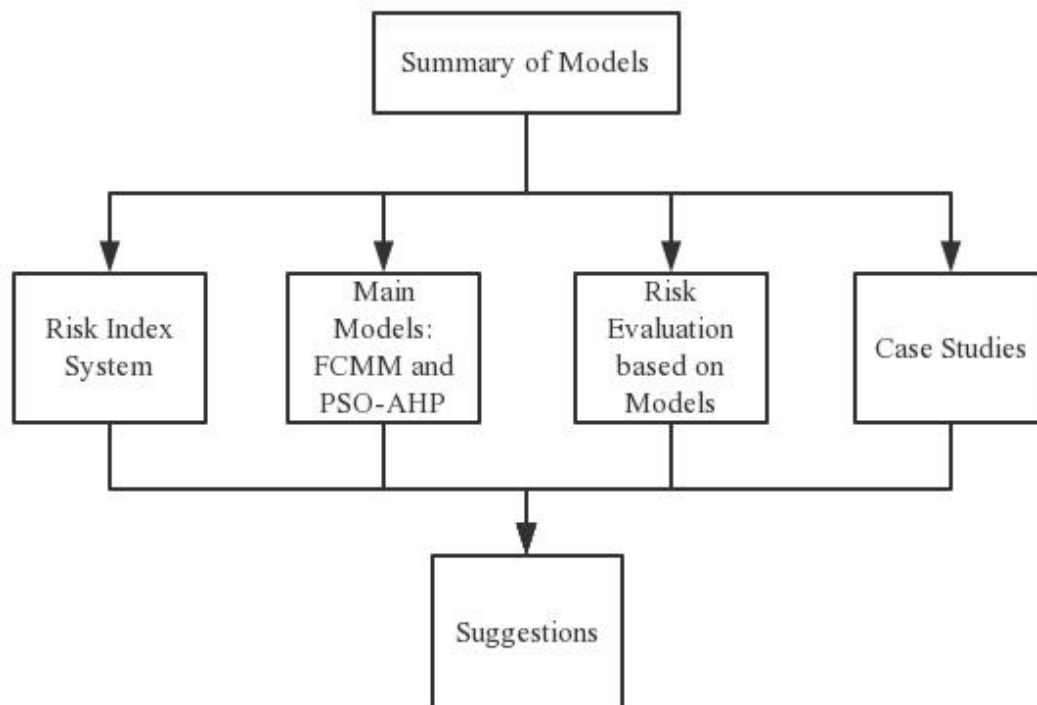 Summary of Models
Risk Index
System
Main
Models:
FCMM and
PSO-AHP
Risk
Evaluation
based on
Models
Case Studies
Suggestions